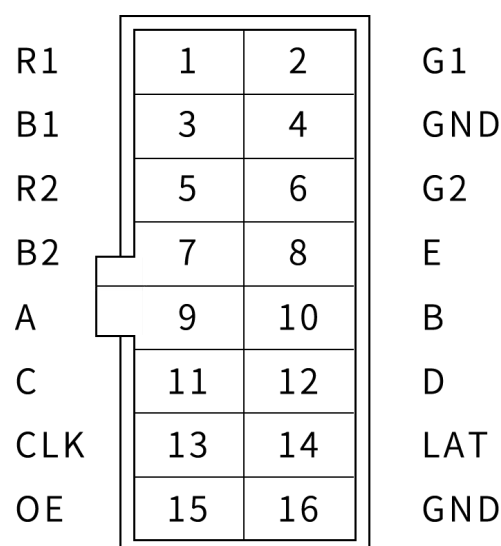 R1 1 2 G1
B1 3 4 GND
R2 5 6 G2
B2 7 8 E
A 9 10 B
C 11 12 D
CLK 13 14 LAT
OE 15 16 GND